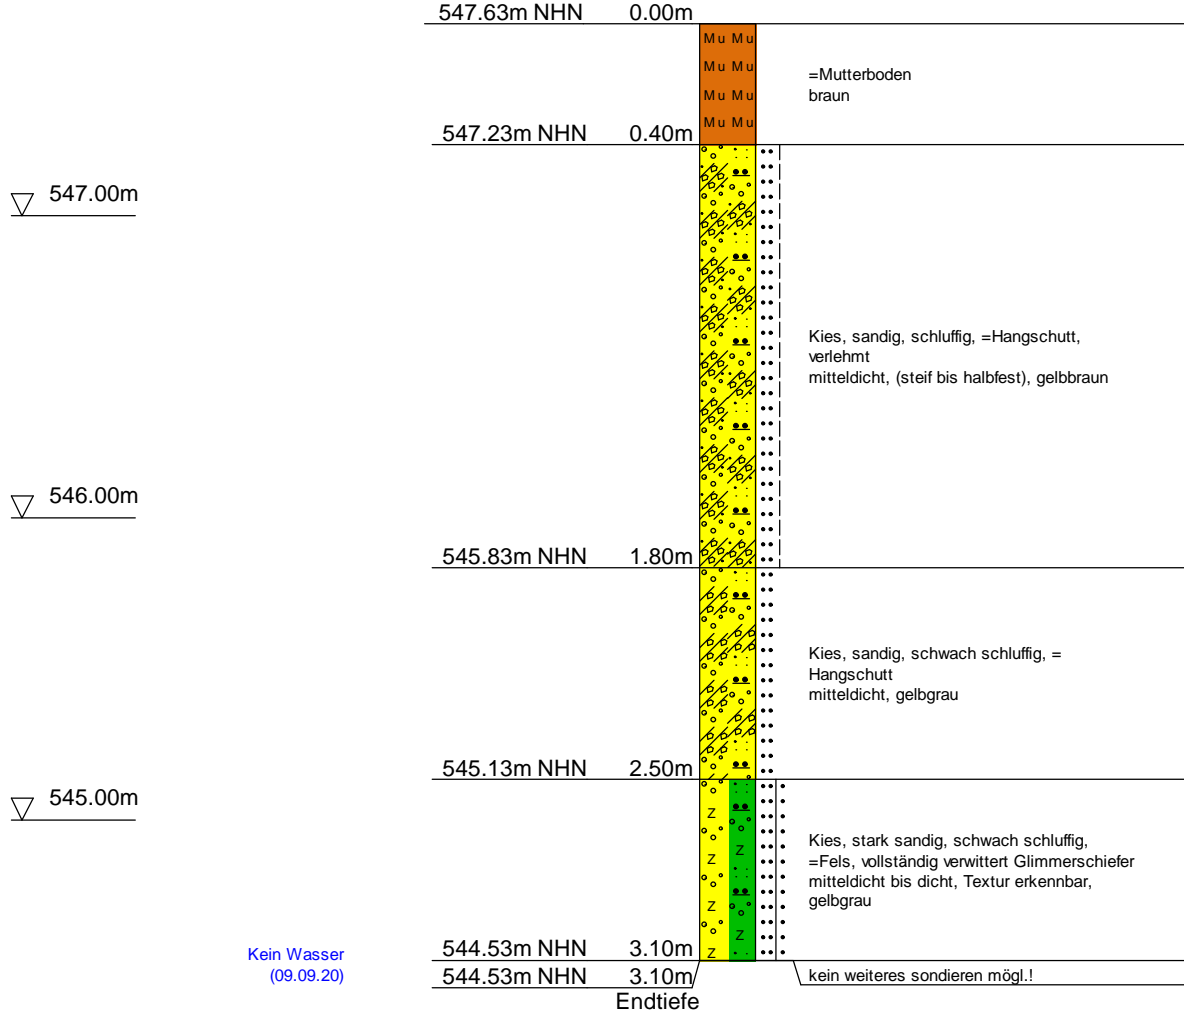 547.63m NHN 0.00m
Mu Mu
Mu Mu
Mu Mu
Mu Mu
=Mutterboden
braun
547.23m NHN 0.40m
547.00m
Kies, sandig, schluffig, =Hangschutt,
verlehmt
mitteldicht, (steif bis halbfest), gelbbraun
546.00m
545.83m NHN 1.80m
Kies, sandig, schwach schluffig, =
Hangschutt
mitteldicht, gelbgrau
545.13m NHN 2.50m
545.00m
Z
Z
Z
Z
Z
Z
Z
Kies, stark sandig, schwach schluffig,
=Fels, vollständig verwittert Glimmerschiefer
mitteldicht bis dicht, Textur erkennbar,
gelbgrau
Kein Wasser
(09.09.20)
544.53m NHN 3.10m
544.53m NHN 3.10m
Endtiefe
kein weiteres sondieren mögl.!